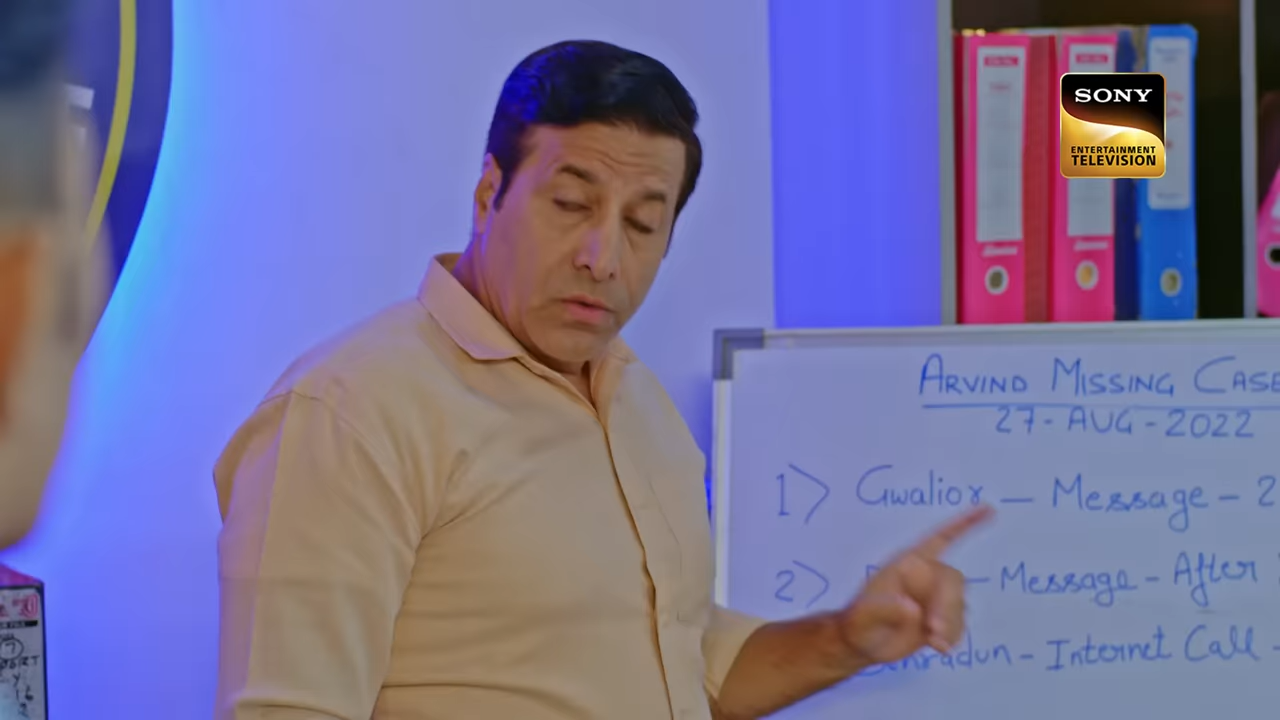 SONY
ENTERTAINMENT
TELEVISION
ARVIND MISSING CASE
27-AUG-2022
1> Gwalior - Message - 2
2> - Message - After
Dehradun - Internet Call -